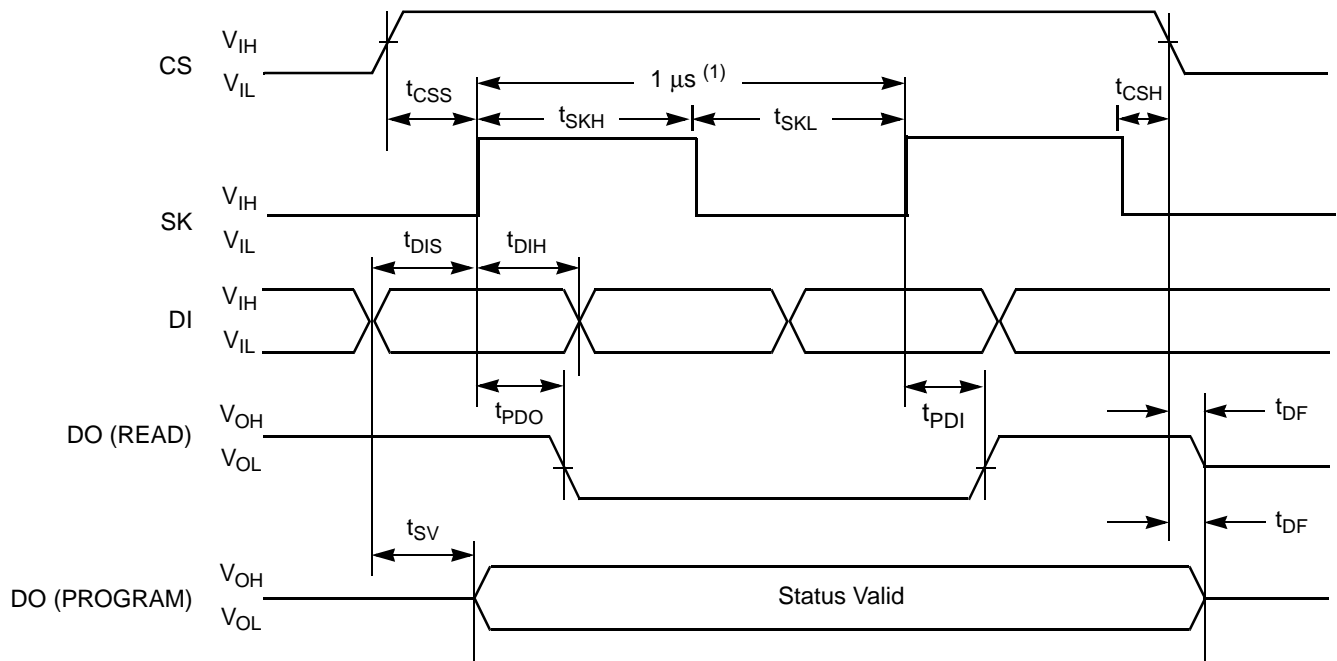 CS
V_IH
V_IL
t_CSS
1 μs (1)
t_SKH
t_SKL
t_CSH
SK
V_IH
V_IL
t_DIS
t_DIH
DI
V_IH
V_IL
t_PDO
t_PDI
DO (READ)
V_OH
V_OL
t_DF
t_SV
t_DF
DO (PROGRAM)
V_OH
V_OL
Status Valid